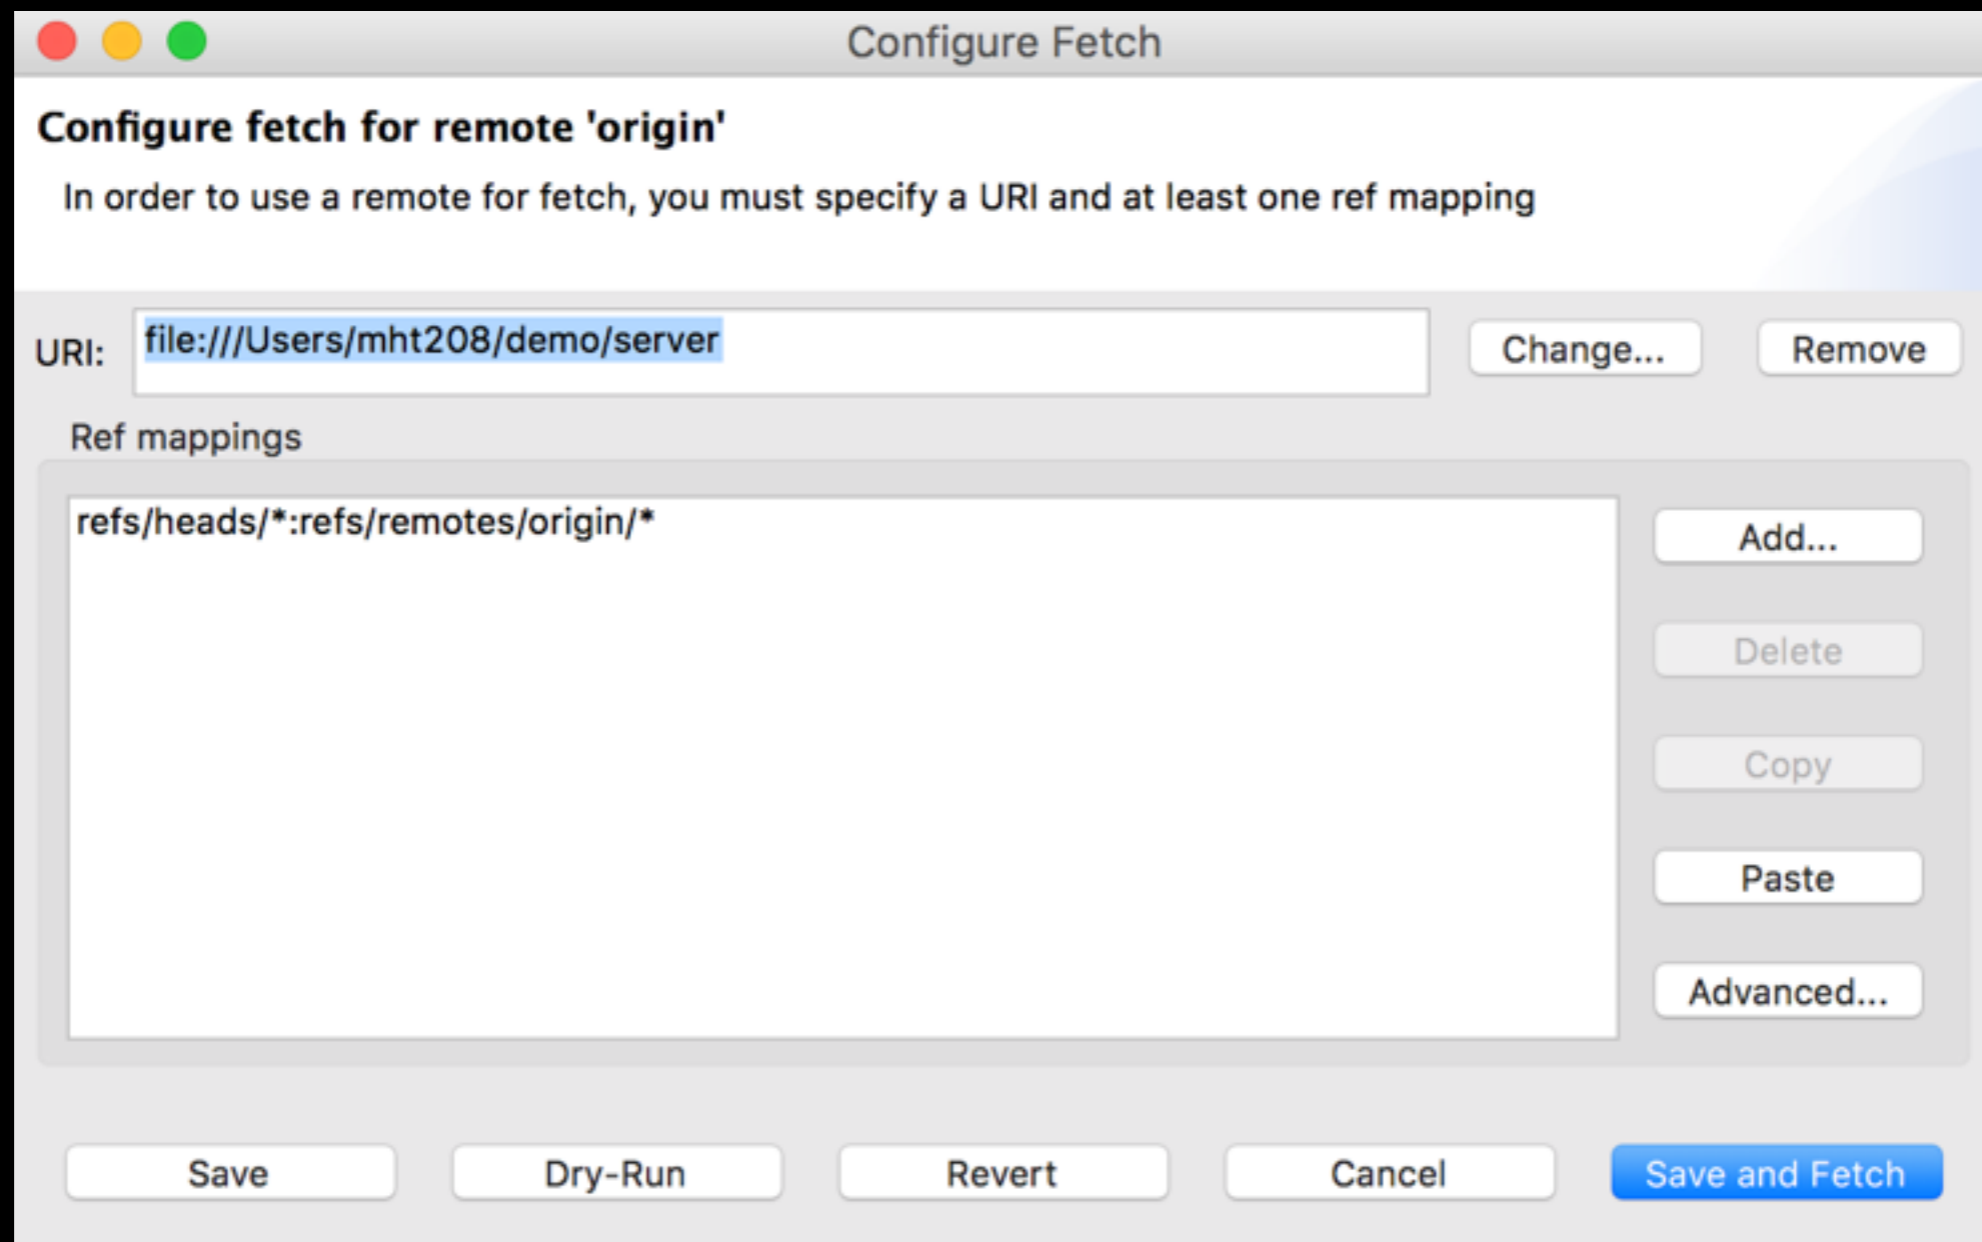 Configure Fetch
Configure fetch for remote 'origin'
In order to use a remote for fetch, you must specify a URI and at least one ref mapping
URI: file:///Users/mht208/demo/server Change... Remove
Ref mappings
refs/heads/*:refs/remotes/origin/*
Add...
Delete
Copy
Paste
Advanced...
Save Dry-Run Revert Cancel Save and Fetch